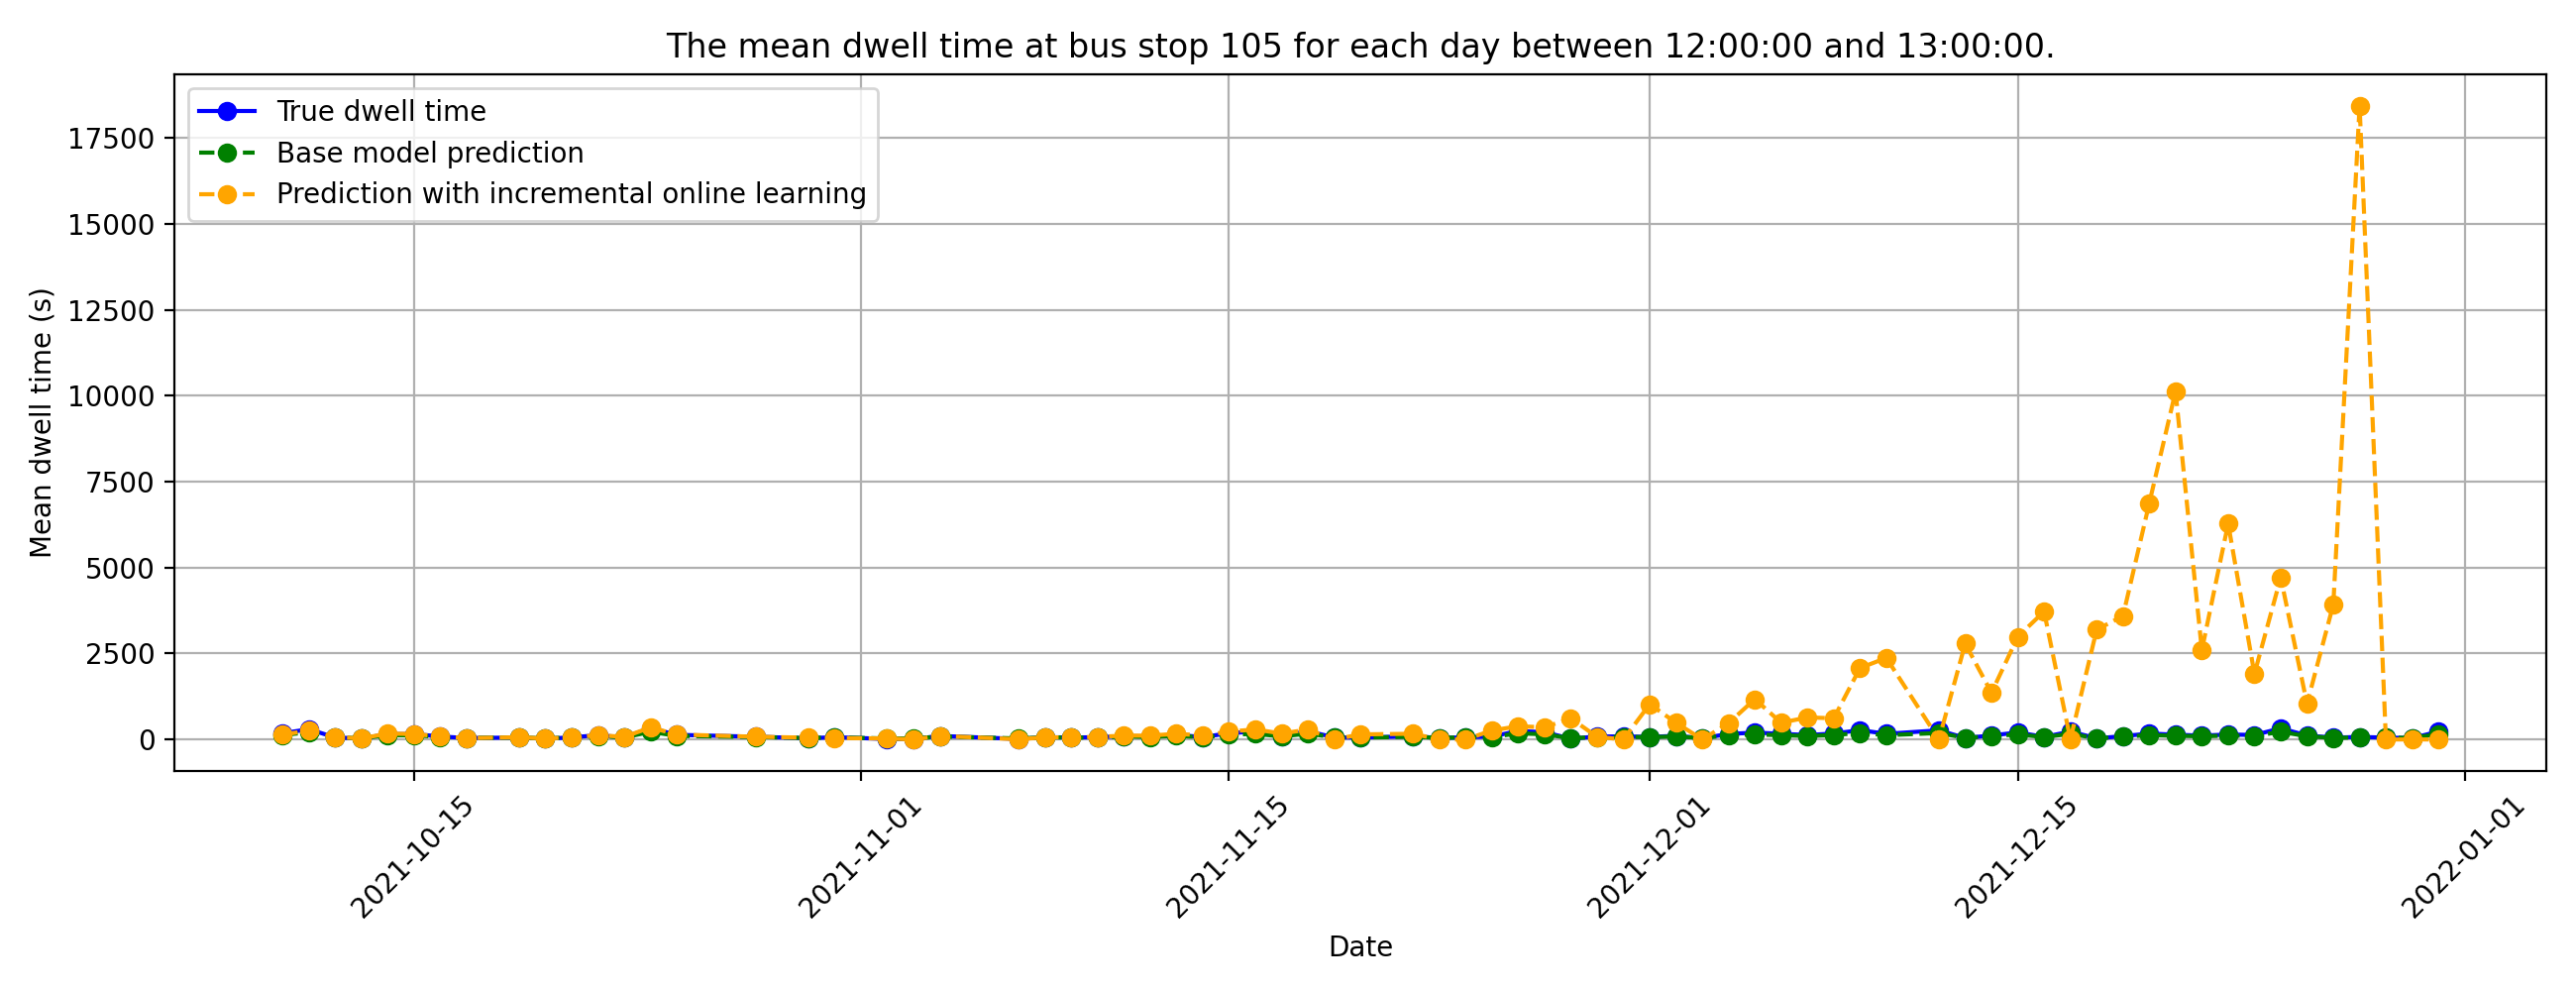 The mean dwell time at bus stop 105 for each day between 12:00:00 and 13:00:00.
True dwell time
Base model prediction
Prediction with incremental online learning
17500
15000
12500
10000
7500
5000
2500
0
Mean dwell time (s)
2021-10-15
2021-11-01
2021-11-15
2021-12-01
2021-12-15
2022-01-01
Date